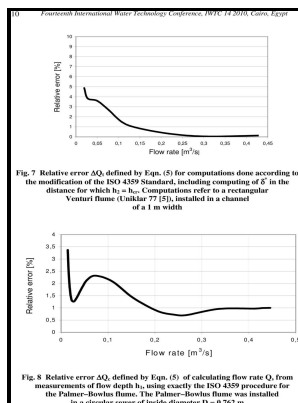 10 Fourteenth International Water Technology Conference, IWTC 14 2010, Cairo, Egypt
10
9
8
7
6
5
4
3
2
1
0
Relative error [%]
0 0,05 0,1 0,15 0,2 0,25 0,3 0,35 0,4 0,45
Flow rate [m³/s]
Fig. 7 Relative error ΔQ, defined by Eqn. (5) for computations done according to
the modification of the ISO 4359 Standard, including computing of δ* in the
distance for which h₂ = hcr. Computations refer to a rectangular
Venturi flume (Uniklar 77 [5]), installed in a channel
of a 1 m width
4
3,5
3
2,5
2
1,5
1
0,5
0
Relative error [%]
0 0,1 0,2 0,3 0,4 0,5
Flow rate [m³/s]
Fig. 8 Relative error ΔQ, defined by Eqn. (5) of calculating flow rate Q, from
measurements of flow depth h₁, using exactly the ISO 4359 procedure for
the Palmer–Bowlus flume. The Palmer–Bowlus flume was installed
in a circular sewer of inside diameter D = 0,762 m